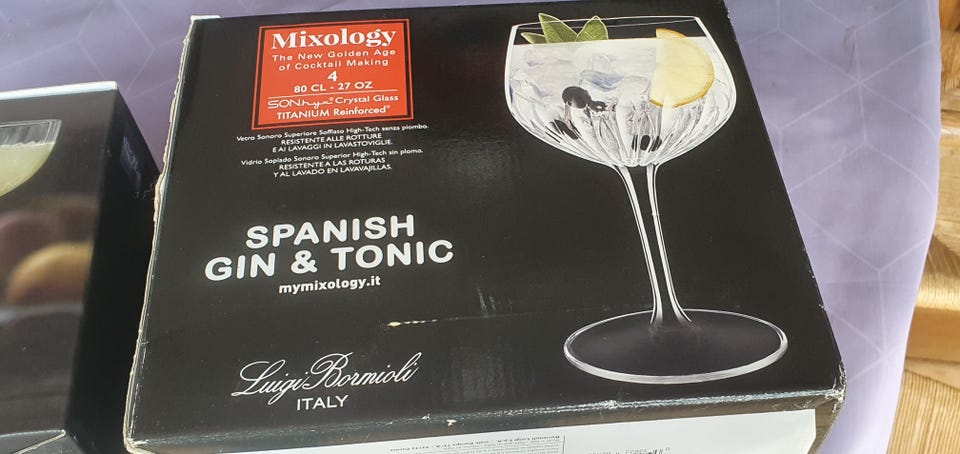 Mixology
The New Golden Age
of Cocktail Making
4
80 CL - 27 OZ
SON.hyx® Crystal Glass
TITANIUM Reinforced®
Vetro Sonoro Superiore Soffiato High-Tech senza piombo.
RESISTENTE ALLE ROTTURE
E AI LAVAGGI IN LAVASTOVIGLIE.
Vidrio Soplado Sonoro Superior High-Tech sin plomo.
RESISTENTE A LAS ROTURAS
Y AL LAVADO EN LAVAVAJILLAS.
SPANISH
GIN & TONIC
mymixology.it
Luigi Bormioli
ITALY